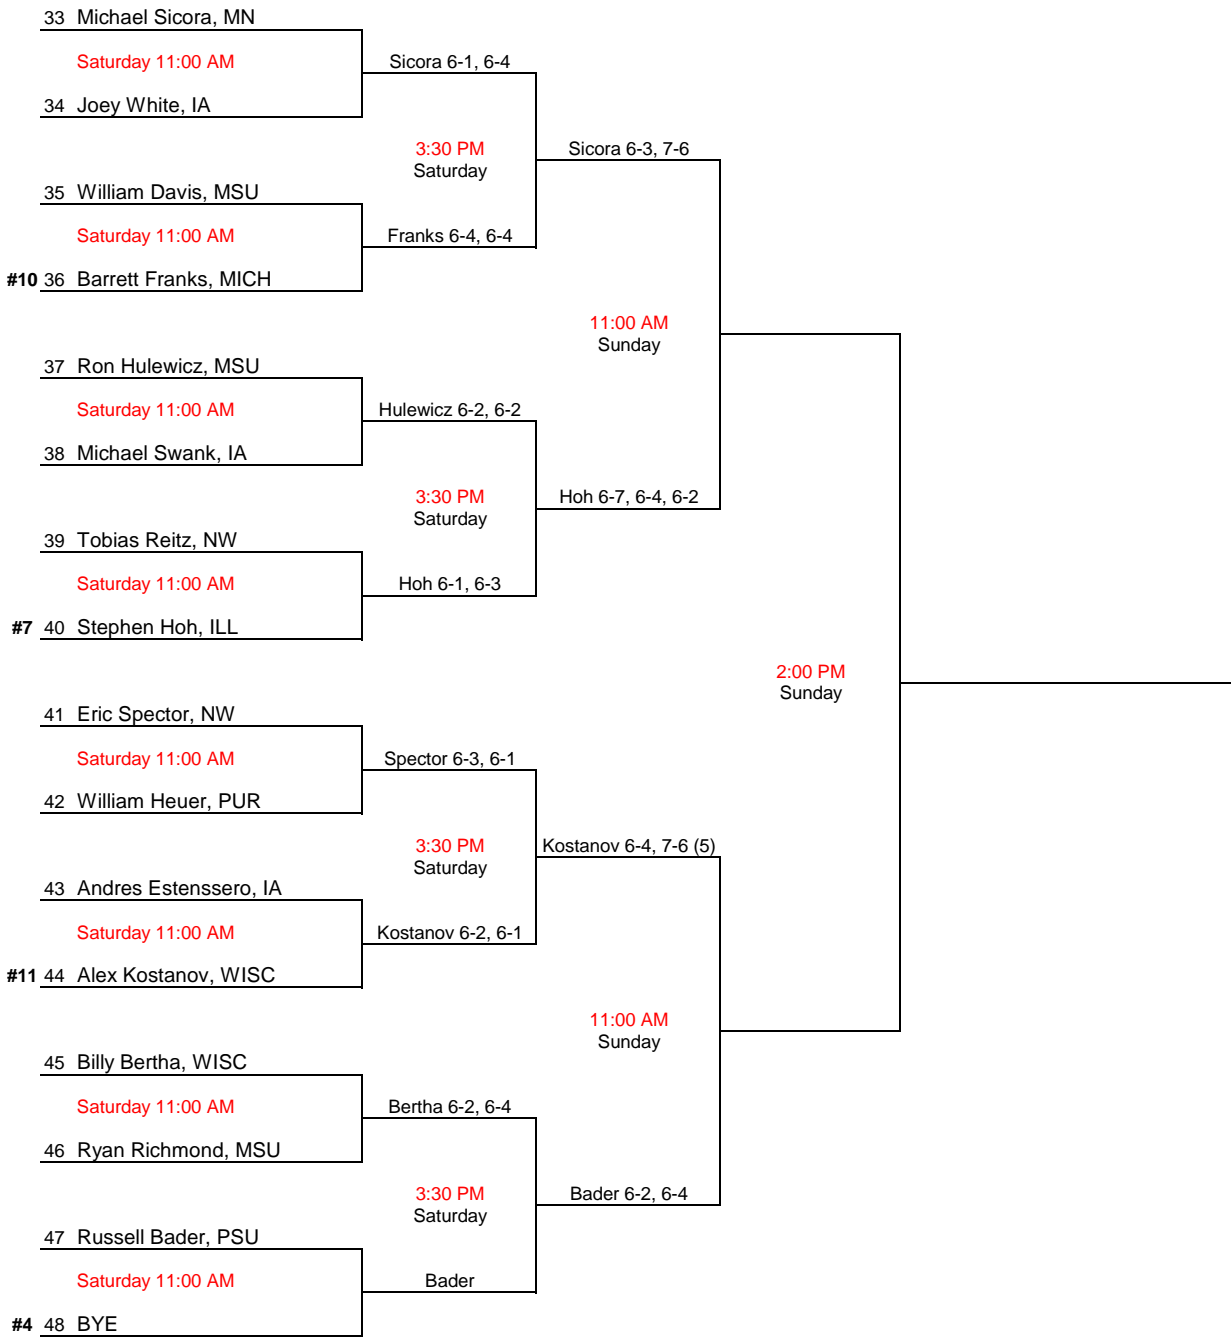 33 Michael Sicora, MN
Saturday 11:00 AM
Sicora 6-1, 6-4
34 Joey White, IA
3:30 PM
Saturday
Sicora 6-3, 7-6
35 William Davis, MSU
Saturday 11:00 AM
Franks 6-4, 6-4
#10 36 Barrett Franks, MICH
11:00 AM
Sunday
37 Ron Hulewicz, MSU
Saturday 11:00 AM
Hulewicz 6-2, 6-2
38 Michael Swank, IA
3:30 PM
Saturday
Hoh 6-7, 6-4, 6-2
39 Tobias Reitz, NW
Saturday 11:00 AM
Hoh 6-1, 6-3
#7 40 Stephen Hoh, ILL
2:00 PM
Sunday
41 Eric Spector, NW
Saturday 11:00 AM
Spector 6-3, 6-1
42 William Heuer, PUR
3:30 PM
Saturday
Kostanov 6-4, 7-6 (5)
43 Andres Estenssero, IA
Saturday 11:00 AM
Kostanov 6-2, 6-1
#11 44 Alex Kostanov, WISC
11:00 AM
Sunday
45 Billy Bertha, WISC
Saturday 11:00 AM
Bertha 6-2, 6-4
46 Ryan Richmond, MSU
3:30 PM
Saturday
Bader 6-2, 6-4
47 Russell Bader, PSU
Saturday 11:00 AM
Bader
#4 48 BYE